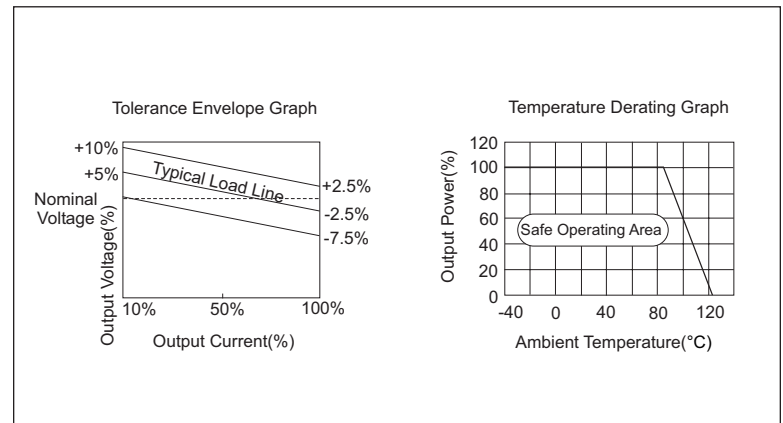 Tolerance Envelope Graph
+10%
+5%
Nominal
Voltage
Output Voltage(%)
Typical Load Line
+2.5%
-2.5%
-7.5%
10%
50%
100%
Output Current(%)
Temperature Derating Graph
Output Power(%)
120
100
80
60
40
20
0
Safe Operating Area
-40
0
40
80
120
Ambient Temperature(°C)